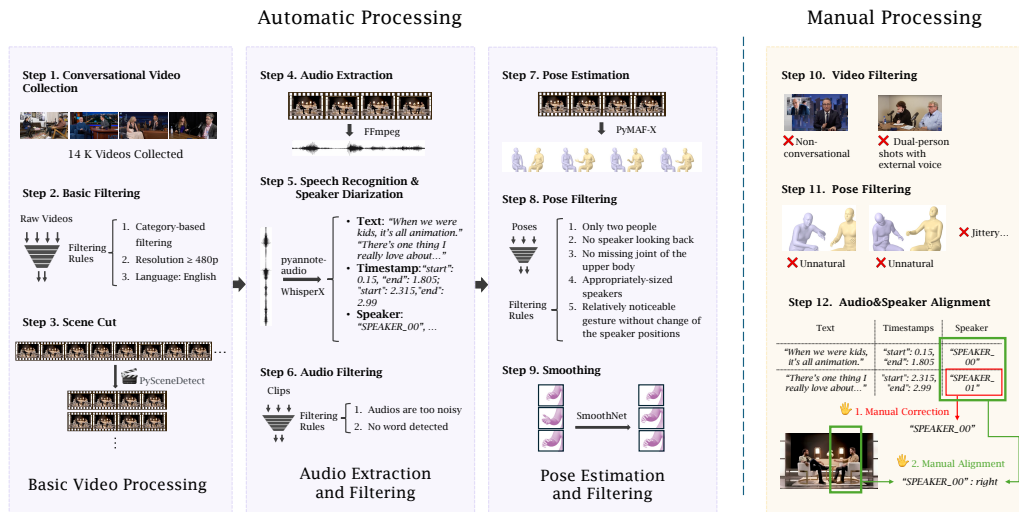 Automatic Processing
Manual Processing
Step 1. Conversational Video
Collection
14 K Videos Collected
Step 2. Basic Filtering
Raw Videos
Filtering
Rules
1. Category-based
filtering
2. Resolution ≥ 480p
3. Language: English
Step 3. Scene Cut
...
PySceneDetect
Basic Video Processing
Step 4. Audio Extraction
FFmpeg
Step 5. Speech Recognition &
Speaker Diarization
pyannote-
audio
WhisperX
• Text: "When we were
kids, it's all animation."
"There's one thing I
really love about..."
• Timestamp:"start":
0.15, "end": 1.805;
"start": 2.315,"end":
2.99
• Speaker:
"SPEAKER_00", ...
Step 6. Audio Filtering
Clips
Filtering
Rules
1. Audios are too noisy
2. No word detected
Audio Extraction
and Filtering
Step 7. Pose Estimation
PyMAF-X
Step 8. Pose Filtering
Poses
Filtering
Rules
1. Only two people
2. No speaker looking back
3. No missing joint of the
upper body
4. Appropriately-sized
speakers
5. Relatively noticeable
gesture without change of
the speaker positions
Step 9. Smoothing
SmoothNet
Pose Estimation
and Filtering
Step 10. Video Filtering
Non-
conversational
Dual-person
shots with
external voice
Step 11. Pose Filtering
Jittery...
Unnatural
Unnatural
Step 12. Audio&Speaker Alignment
Text Timestamps Speaker
"When we were kids,
it's all animation."
"start": 0.15,
"end": 1.805
"SPEAKER_
00"
"There's one thing I
really love about..."
"start": 2.315,
"end": 2.99
"SPEAKER_
01"
1. Manual Correction
"SPEAKER_00"
2. Manual Alignment
"SPEAKER_00" : right